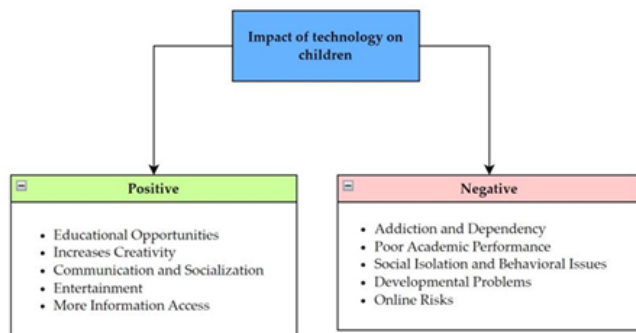 Impact of technology on
children
Positive
Educational Opportunities
Increases Creativity
Communication and Socialization
Entertainment
More Information Access
Negative
Addiction and Dependency
Poor Academic Performance
Social Isolation and Behavioral Issues
Developmental Problems
Online Risks